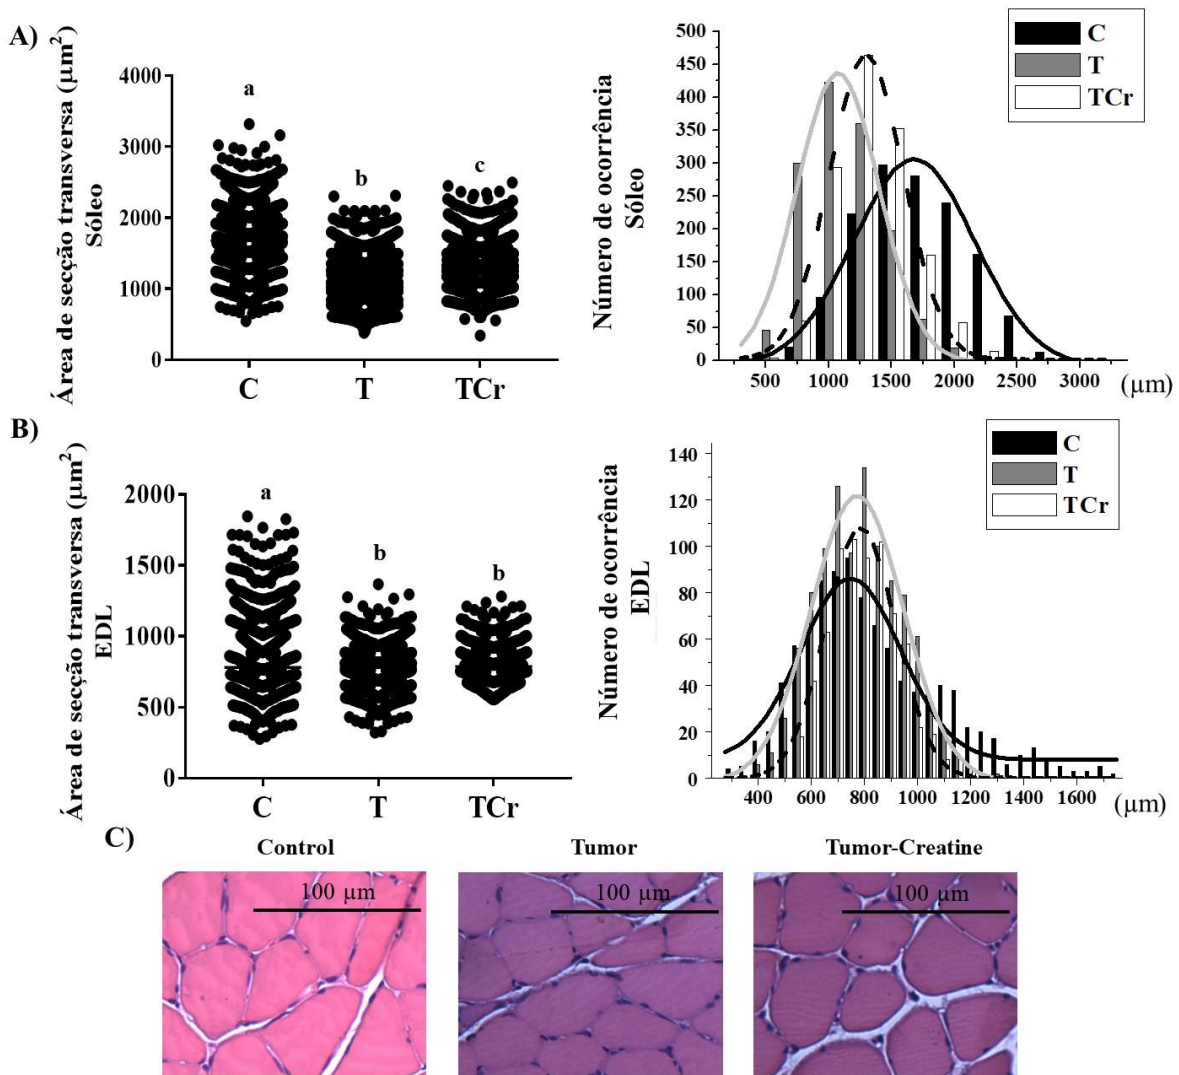 A)
Área de secção transversa (µm²)
Sóleo
4000
3000
2000
1000
0
a
b
c
C
T
TCr
Número de ocorrência
Sóleo
500
450
400
350
300
250
200
150
100
50
0
500
1000
1500
2000
2500
3000
(µm)
C
T
TCr
B)
Área de secção transversa (µm²)
EDL
2000
1500
1000
500
0
a
b
b
C
T
TCr
Número de ocorrência
EDL
140
120
100
80
60
40
20
0
400
600
800
1000
1200
1400
1600
(µm)
C
T
TCr
C)
Control
Tumor
Tumor-Creatine
100 µm
100 µm
100 µm